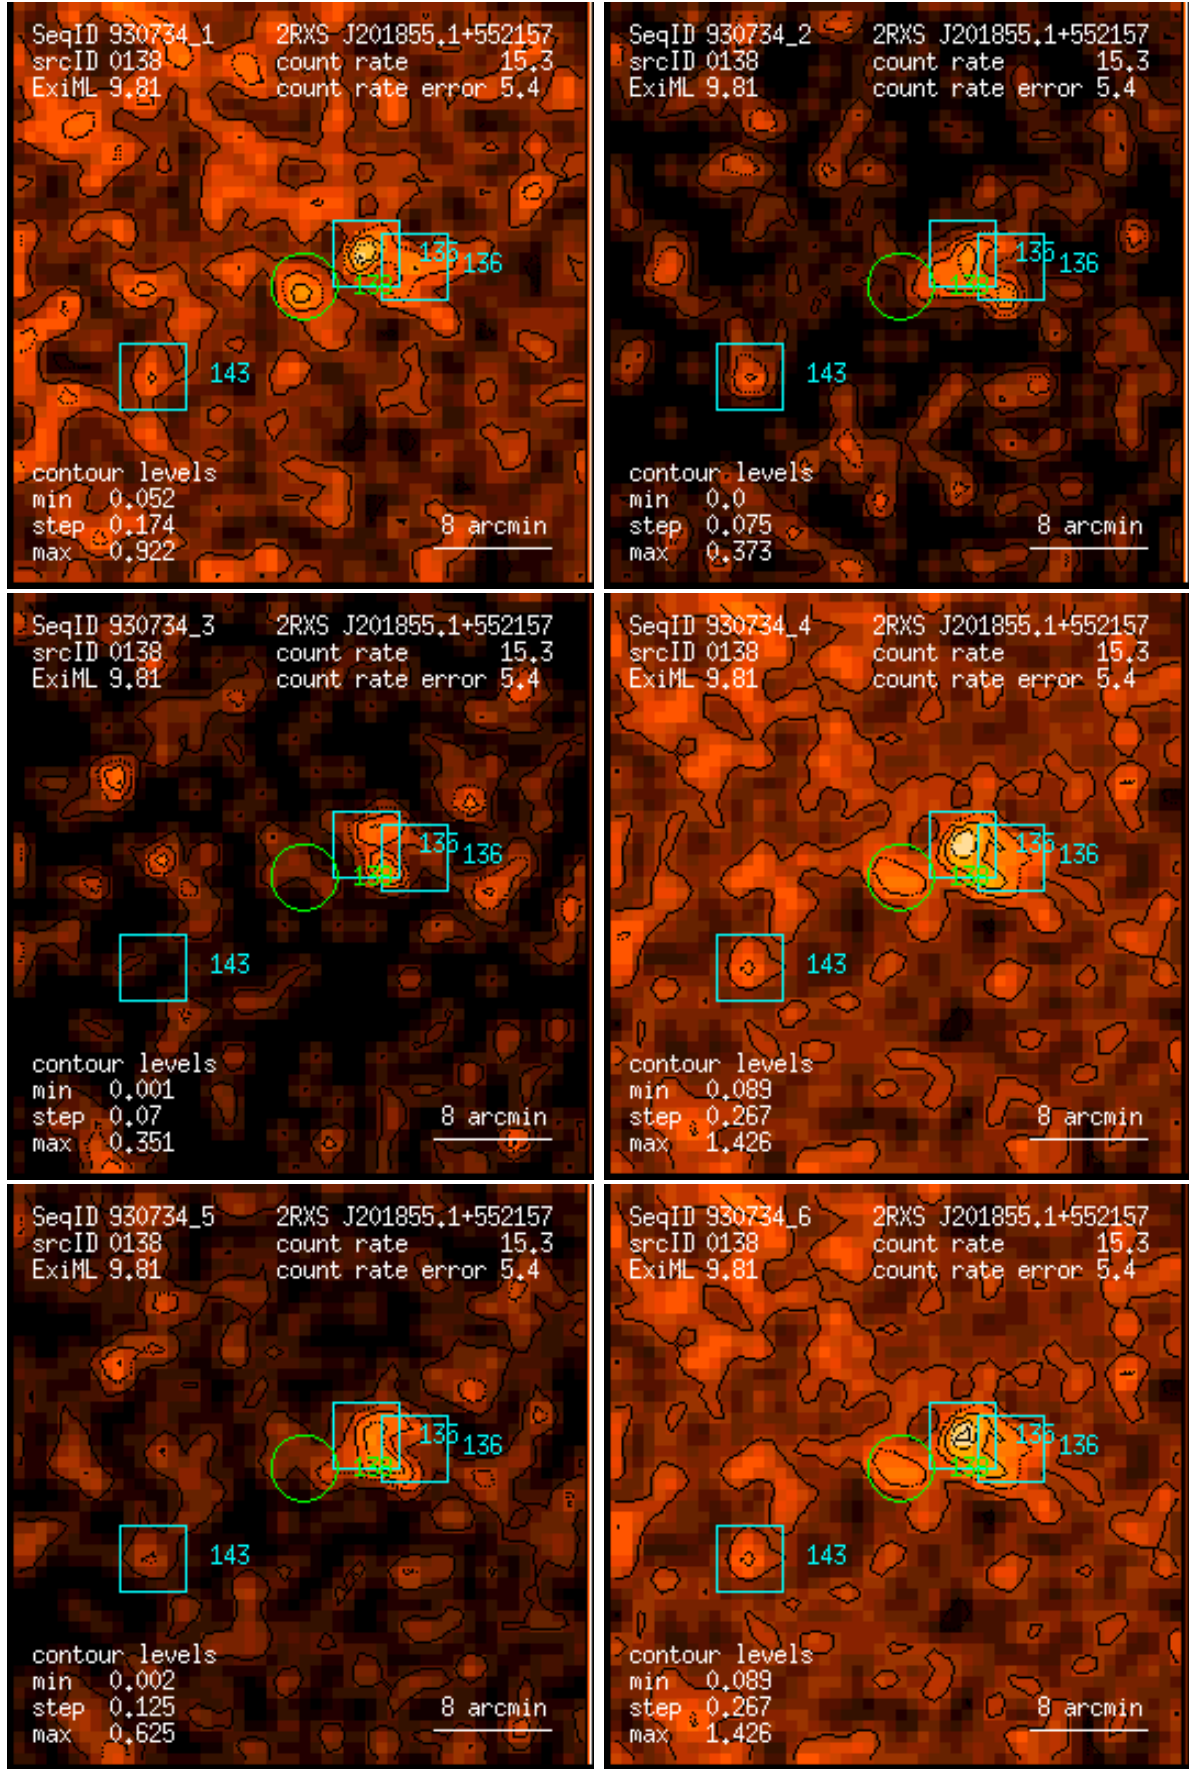 SeqID 930734_1 2RXS J201855.1+552157
srcID 0138 count rate 15.3
ExiML 9.81 count rate error 5.4
135
136
138
143
contour levels
min 0.052
step 0.174
max 0.922
8 arcmin
SeqID 930734_2 2RXS J201855.1+552157
srcID 0138 count rate 15.3
ExiML 9.81 count rate error 5.4
135
136
138
143
contour levels
min 0.0
step 0.075
max 0.373
8 arcmin
SeqID 930734_3 2RXS J201855.1+552157
srcID 0138 count rate 15.3
ExiML 9.81 count rate error 5.4
135
136
138
143
contour levels
min 0.001
step 0.07
max 0.351
8 arcmin
SeqID 930734_4 2RXS J201855.1+552157
srcID 0138 count rate 15.3
ExiML 9.81 count rate error 5.4
135
136
138
143
contour levels
min 0.089
step 0.267
max 1.426
8 arcmin
SeqID 930734_5 2RXS J201855.1+552157
srcID 0138 count rate 15.3
ExiML 9.81 count rate error 5.4
135
136
138
143
contour levels
min 0.002
step 0.125
max 0.625
8 arcmin
SeqID 930734_6 2RXS J201855.1+552157
srcID 0138 count rate 15.3
ExiML 9.81 count rate error 5.4
135
136
138
143
contour levels
min 0.089
step 0.267
max 1.426
8 arcmin